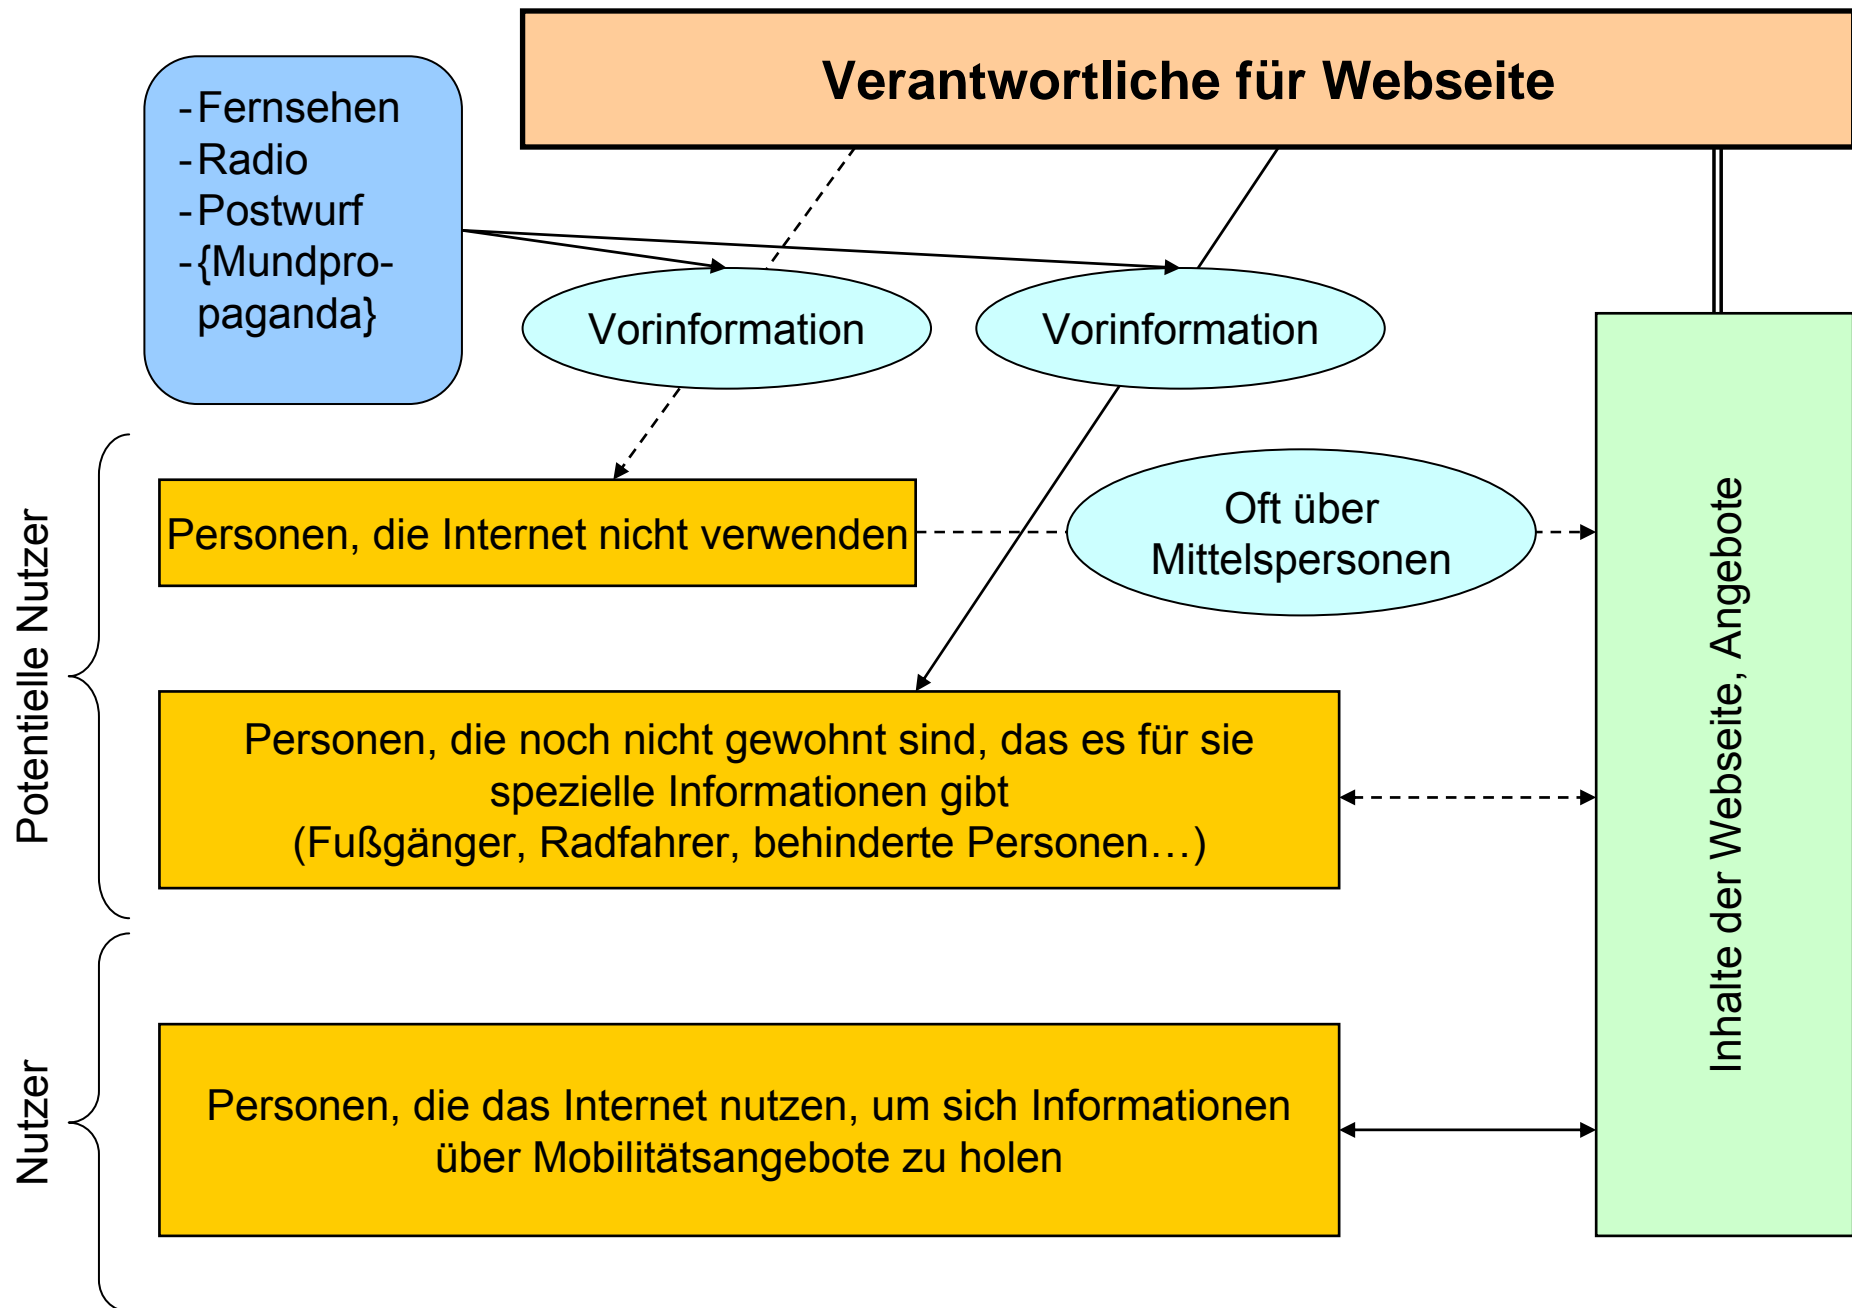 Verantwortliche für Webseite
-Fernsehen
-Radio
-Postwurf
-{Mundpro-
paganda}
Vorinformation
Vorinformation
Potentielle Nutzer
Personen, die Internet nicht verwenden
Oft über
Mittelspersonen
Personen, die noch nicht gewohnt sind, das es für sie
spezielle Informationen gibt
(Fußgänger, Radfahrer, behinderte Personen…)
Inhalte der Webseite, Angebote
Nutzer
Personen, die das Internet nutzen, um sich Informationen
über Mobilitätsangebote zu holen